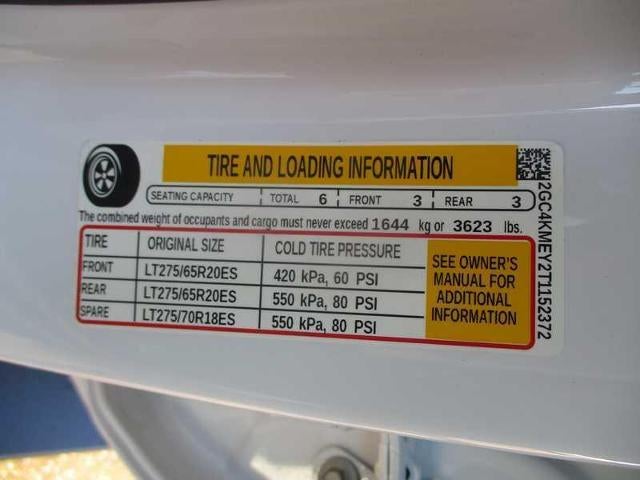 TIRE AND LOADING INFORMATION
SEATING CAPACITY TOTAL 6 FRONT 3 REAR 3
The combined weight of occupants and cargo must never exceed 1644 kg or 3623 lbs.
TIRE ORIGINAL SIZE COLD TIRE PRESSURE
FRONT LT275/65R20ES 420 kPa, 60 PSI
REAR LT275/65R20ES 550 kPa, 80 PSI
SPARE LT275/70R18ES 550 kPa, 80 PSI
SEE OWNER'S
MANUAL FOR
ADDITIONAL
INFORMATION
2GC4KMEY2T1152372